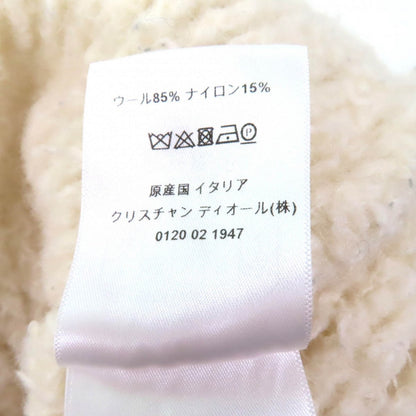 ウール85% ナイロン15%
原産国 イタリア
クリスチャン ディオール(株)
0120 02 1947